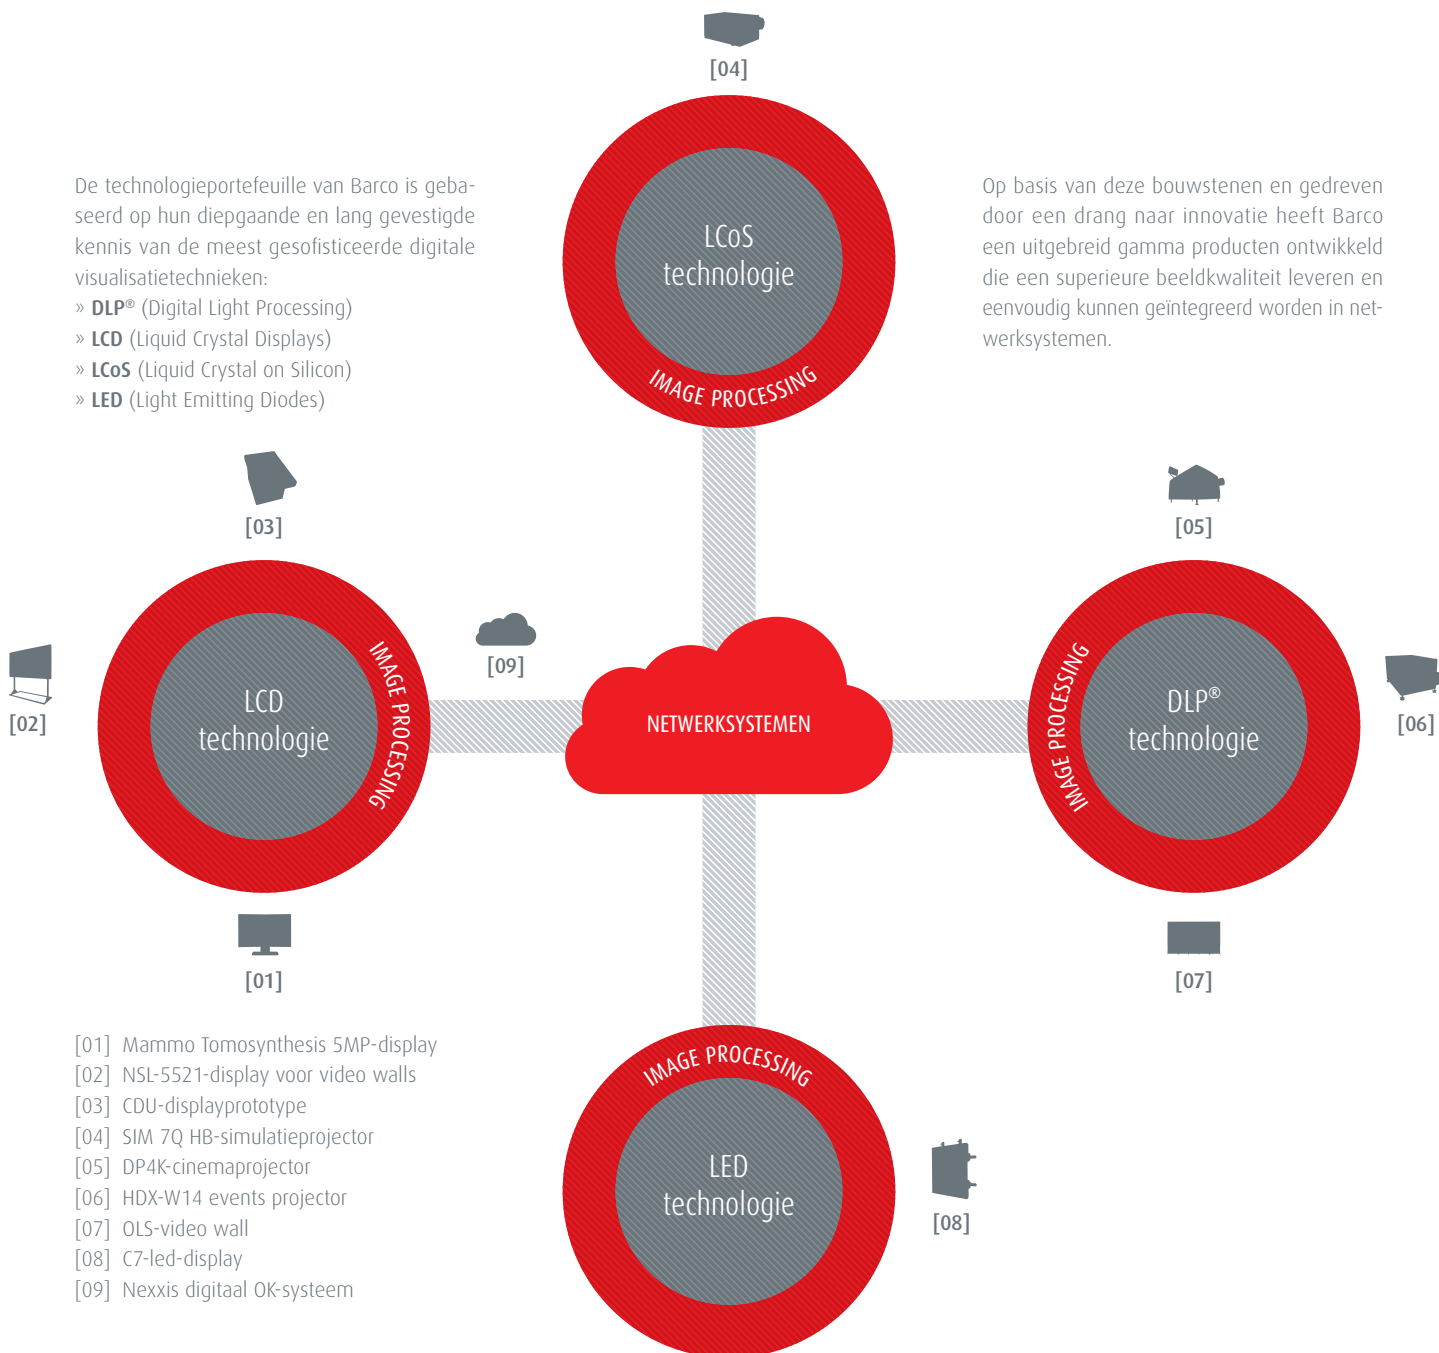 [04]
De technologieportefeuille van Barco is geba-
seerd op hun diepgaande en lang gevestigde
kennis van de meest gesofisticeerde digitale
visualisatietechnieken:
» DLP® (Digital Light Processing)
» LCD (Liquid Crystal Displays)
» LCoS (Liquid Crystal on Silicon)
» LED (Light Emitting Diodes)
Op basis van deze bouwstenen en gedreven
door een drang naar innovatie heeft Barco
een uitgebreid gamma producten ontwikkeld
die een superieure beeldkwaliteit leveren en
eenvoudig kunnen geïntegreerd worden in net-
werksystemen.
LCoS
technologie
IMAGE PROCESSING
[03]
[05]
[09]
[02]
LCD
technologie
IMAGE PROCESSING
NETWERKSYSTEMEN
IMAGE PROCESSING
DLP®
technologie
[06]
[01]
[07]
[01] Mammo Tomosynthesis 5MP-display
[02] NSL-5521-display voor video walls
[03] CDU-displayprototype
[04] SIM 7Q HB-simulatieprojector
[05] DP4K-cinemaprojector
[06] HDX-W14 events projector
[07] OLS-video wall
[08] C7-led-display
[09] Nexxis digitaal OK-systeem
IMAGE PROCESSING
LED
technologie
[08]